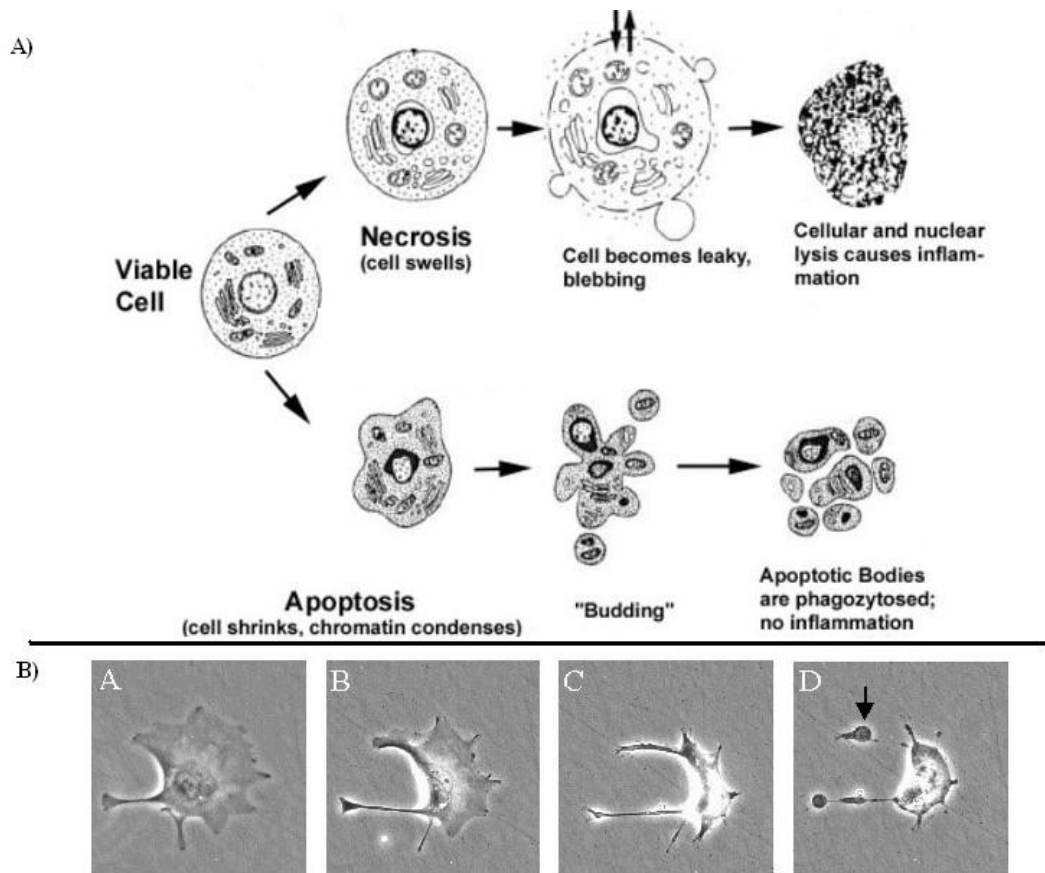 A)
Viable
Cell
Necrosis
(cell swells)
Cell becomes leaky,
blebbing
Cellular and nuclear
lysis causes inflam-
mation
Apoptosis
(cell shrinks, chromatin condenses)
"Budding"
Apoptotic Bodies
are phagozytosed;
no inflammation
B)
A
B
C
D